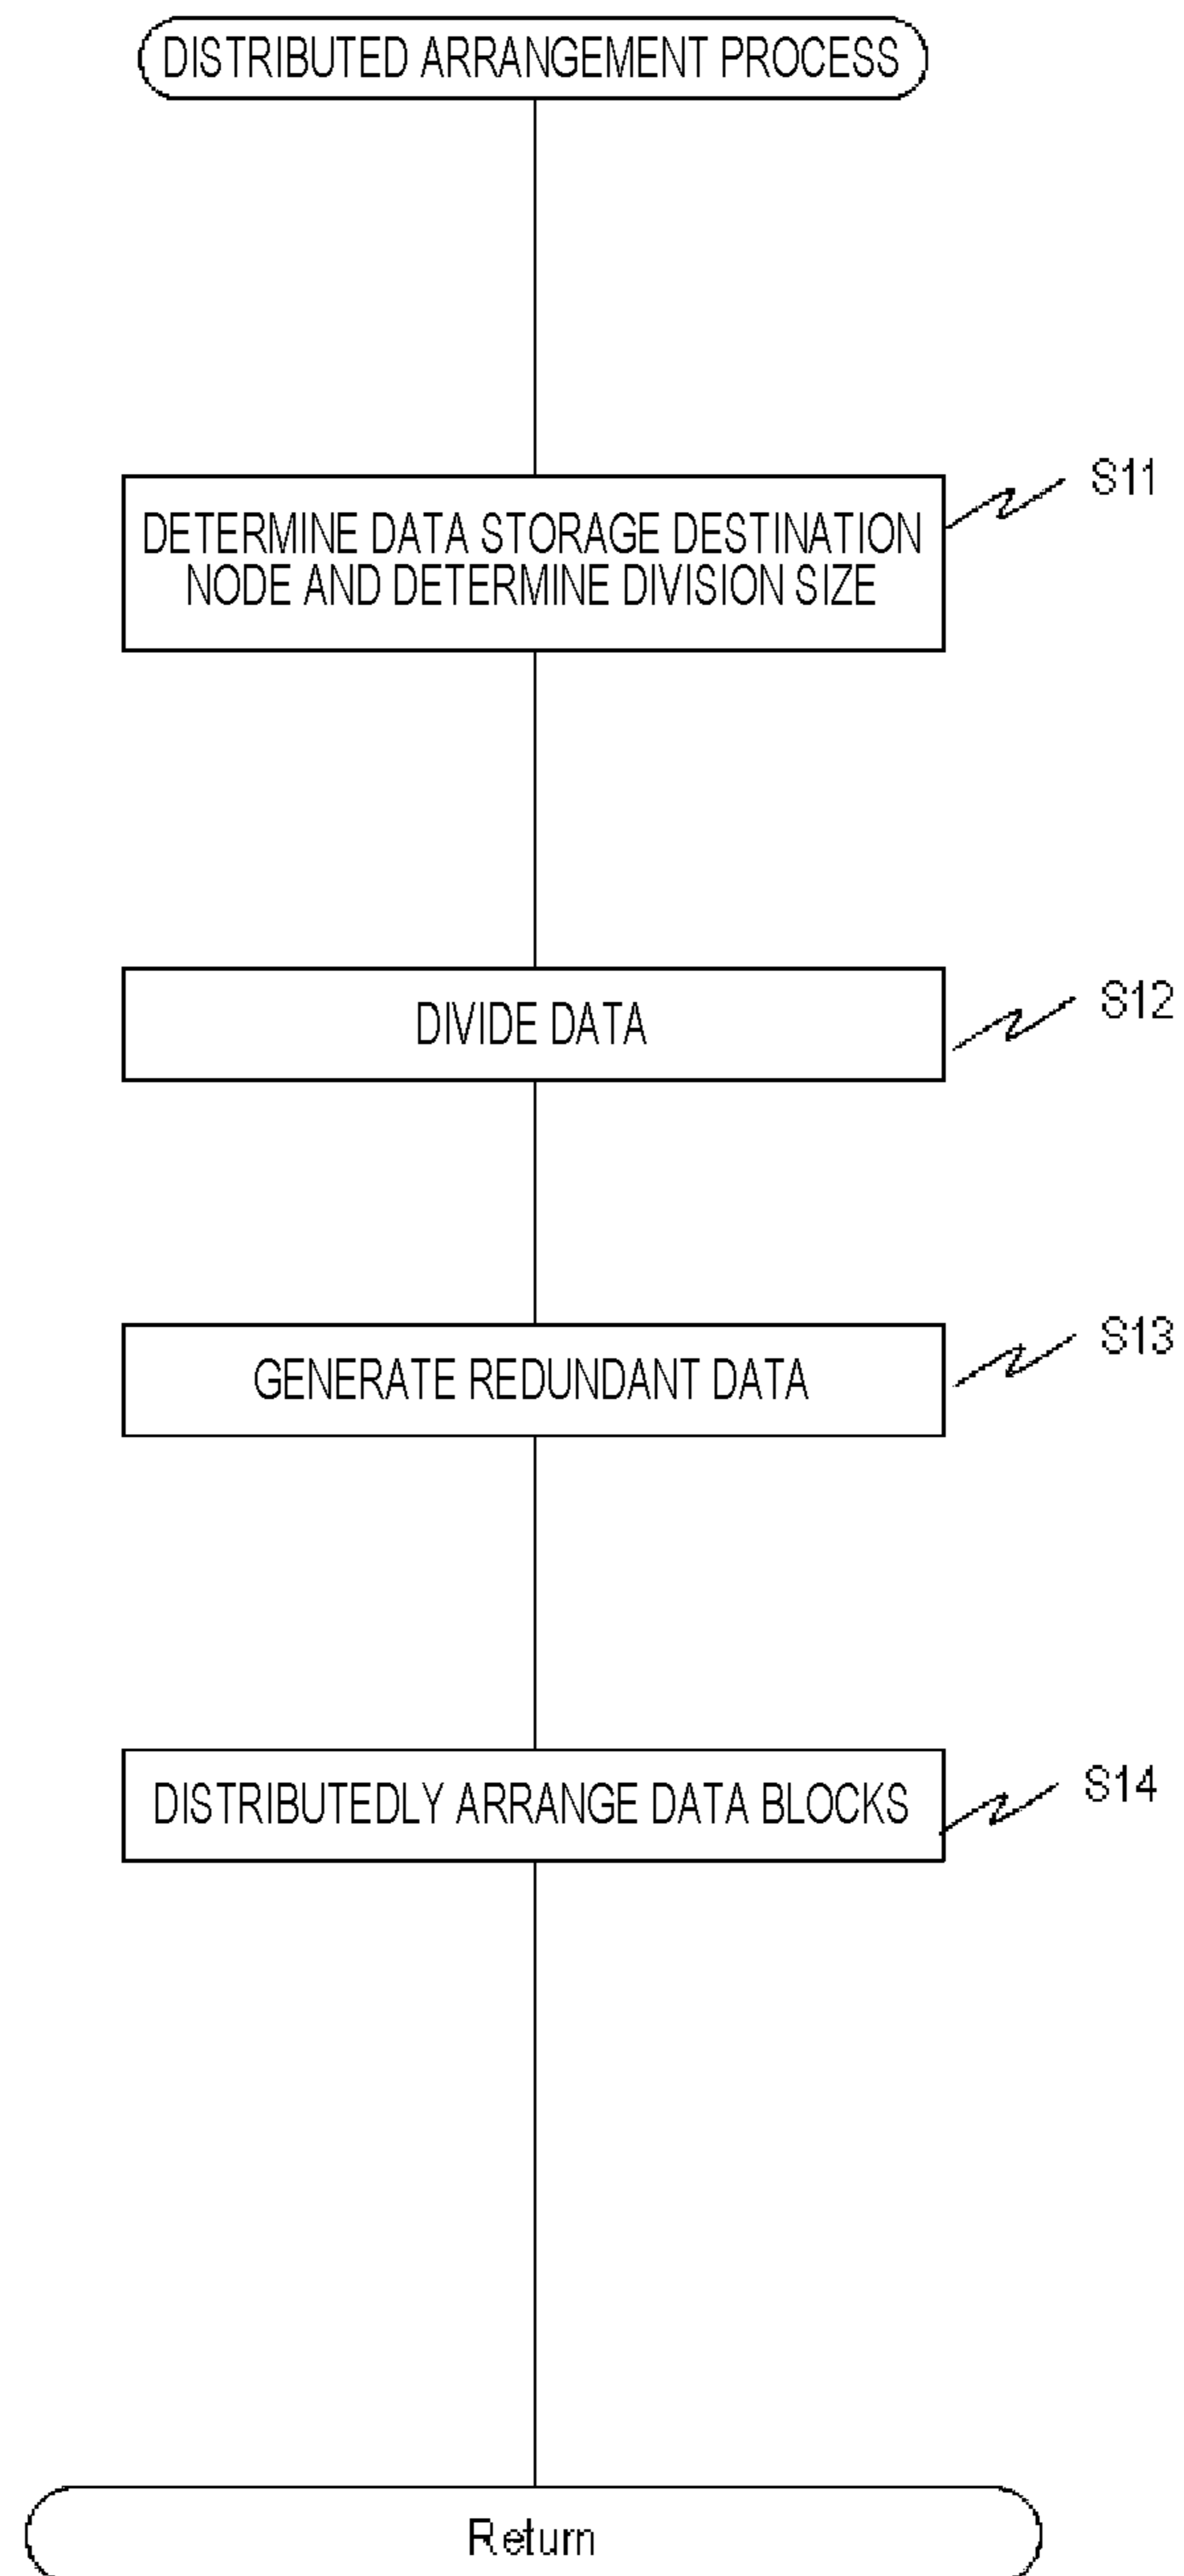 DISTRIBUTED ARRANGEMENT PROCESS
S11
DETERMINE DATA STORAGE DESTINATION
NODE AND DETERMINE DIVISION SIZE
S12
DIVIDE DATA
S13
GENERATE REDUNDANT DATA
S14
DISTRIBUTEDLY ARRANGE DATA BLOCKS
Return